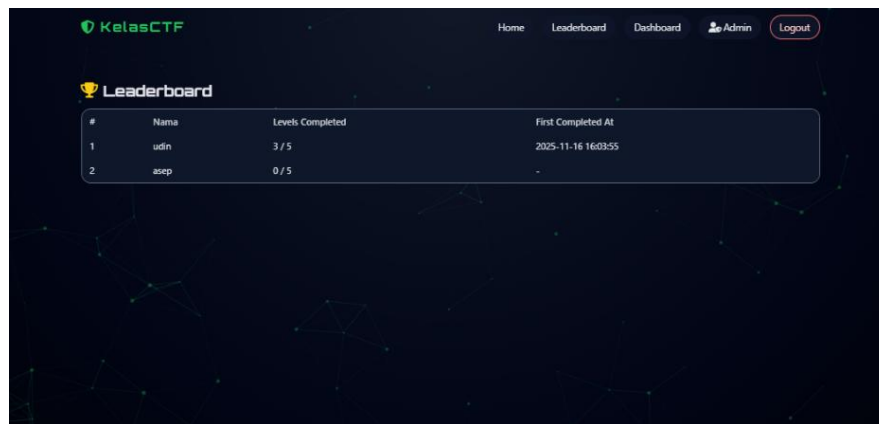 KelasCTF Home Leaderboard Dashboard Admin Logout
Leaderboard
# Nama Levels Completed First Completed At
1 udin 3 / 5 2025-11-16 16:03:55
2 asep 0 / 5 -